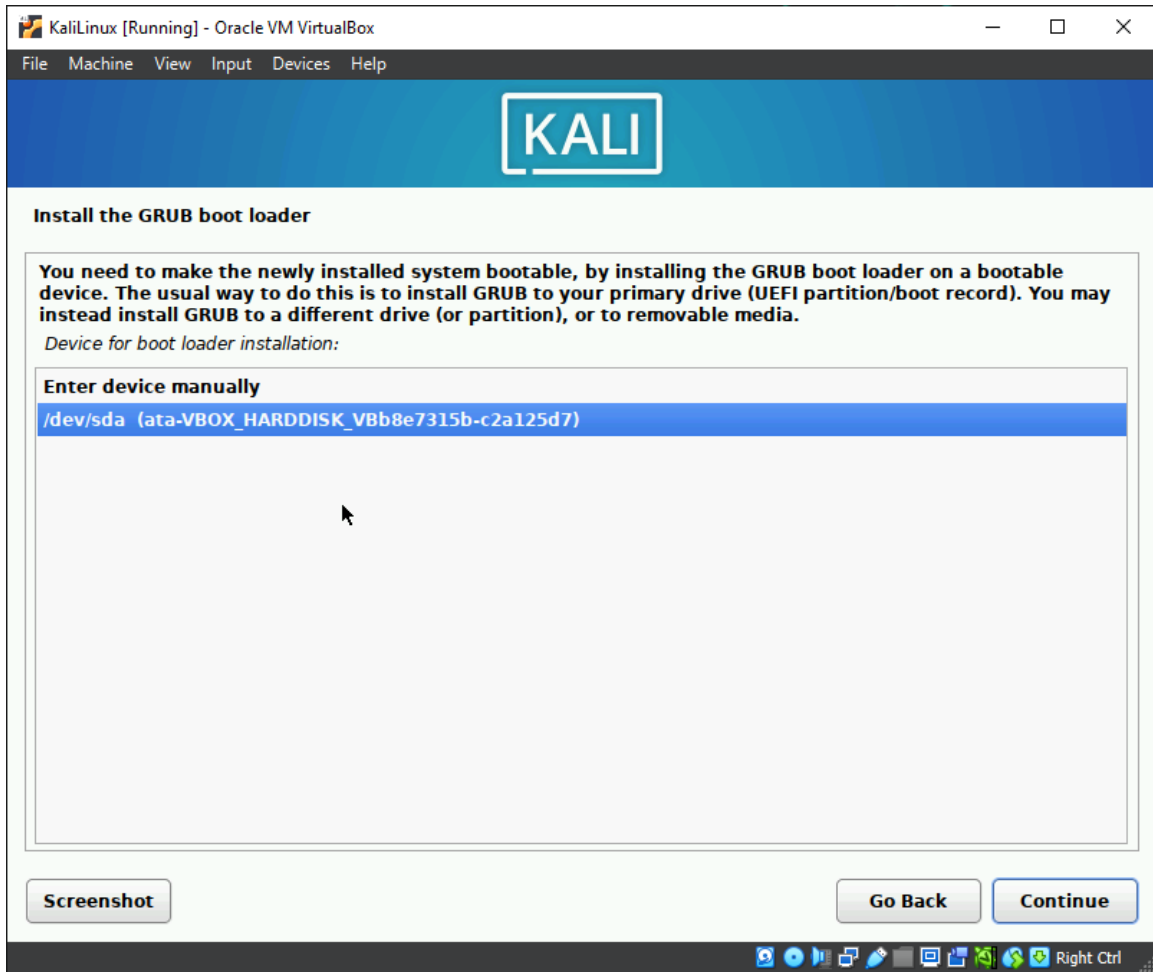 KaliLinux [Running] - Oracle VM VirtualBox
File Machine View Input Devices Help
KALI
Install the GRUB boot loader
You need to make the newly installed system bootable, by installing the GRUB boot loader on a bootable
device. The usual way to do this is to install GRUB to your primary drive (UEFI partition/boot record). You may
instead install GRUB to a different drive (or partition), or to removable media.
Device for boot loader installation:
Enter device manually
/dev/sda (ata-VBOX_HARDDISK_VBb8e7315b-c2a125d7)
Screenshot Go Back Continue
Right Ctrl